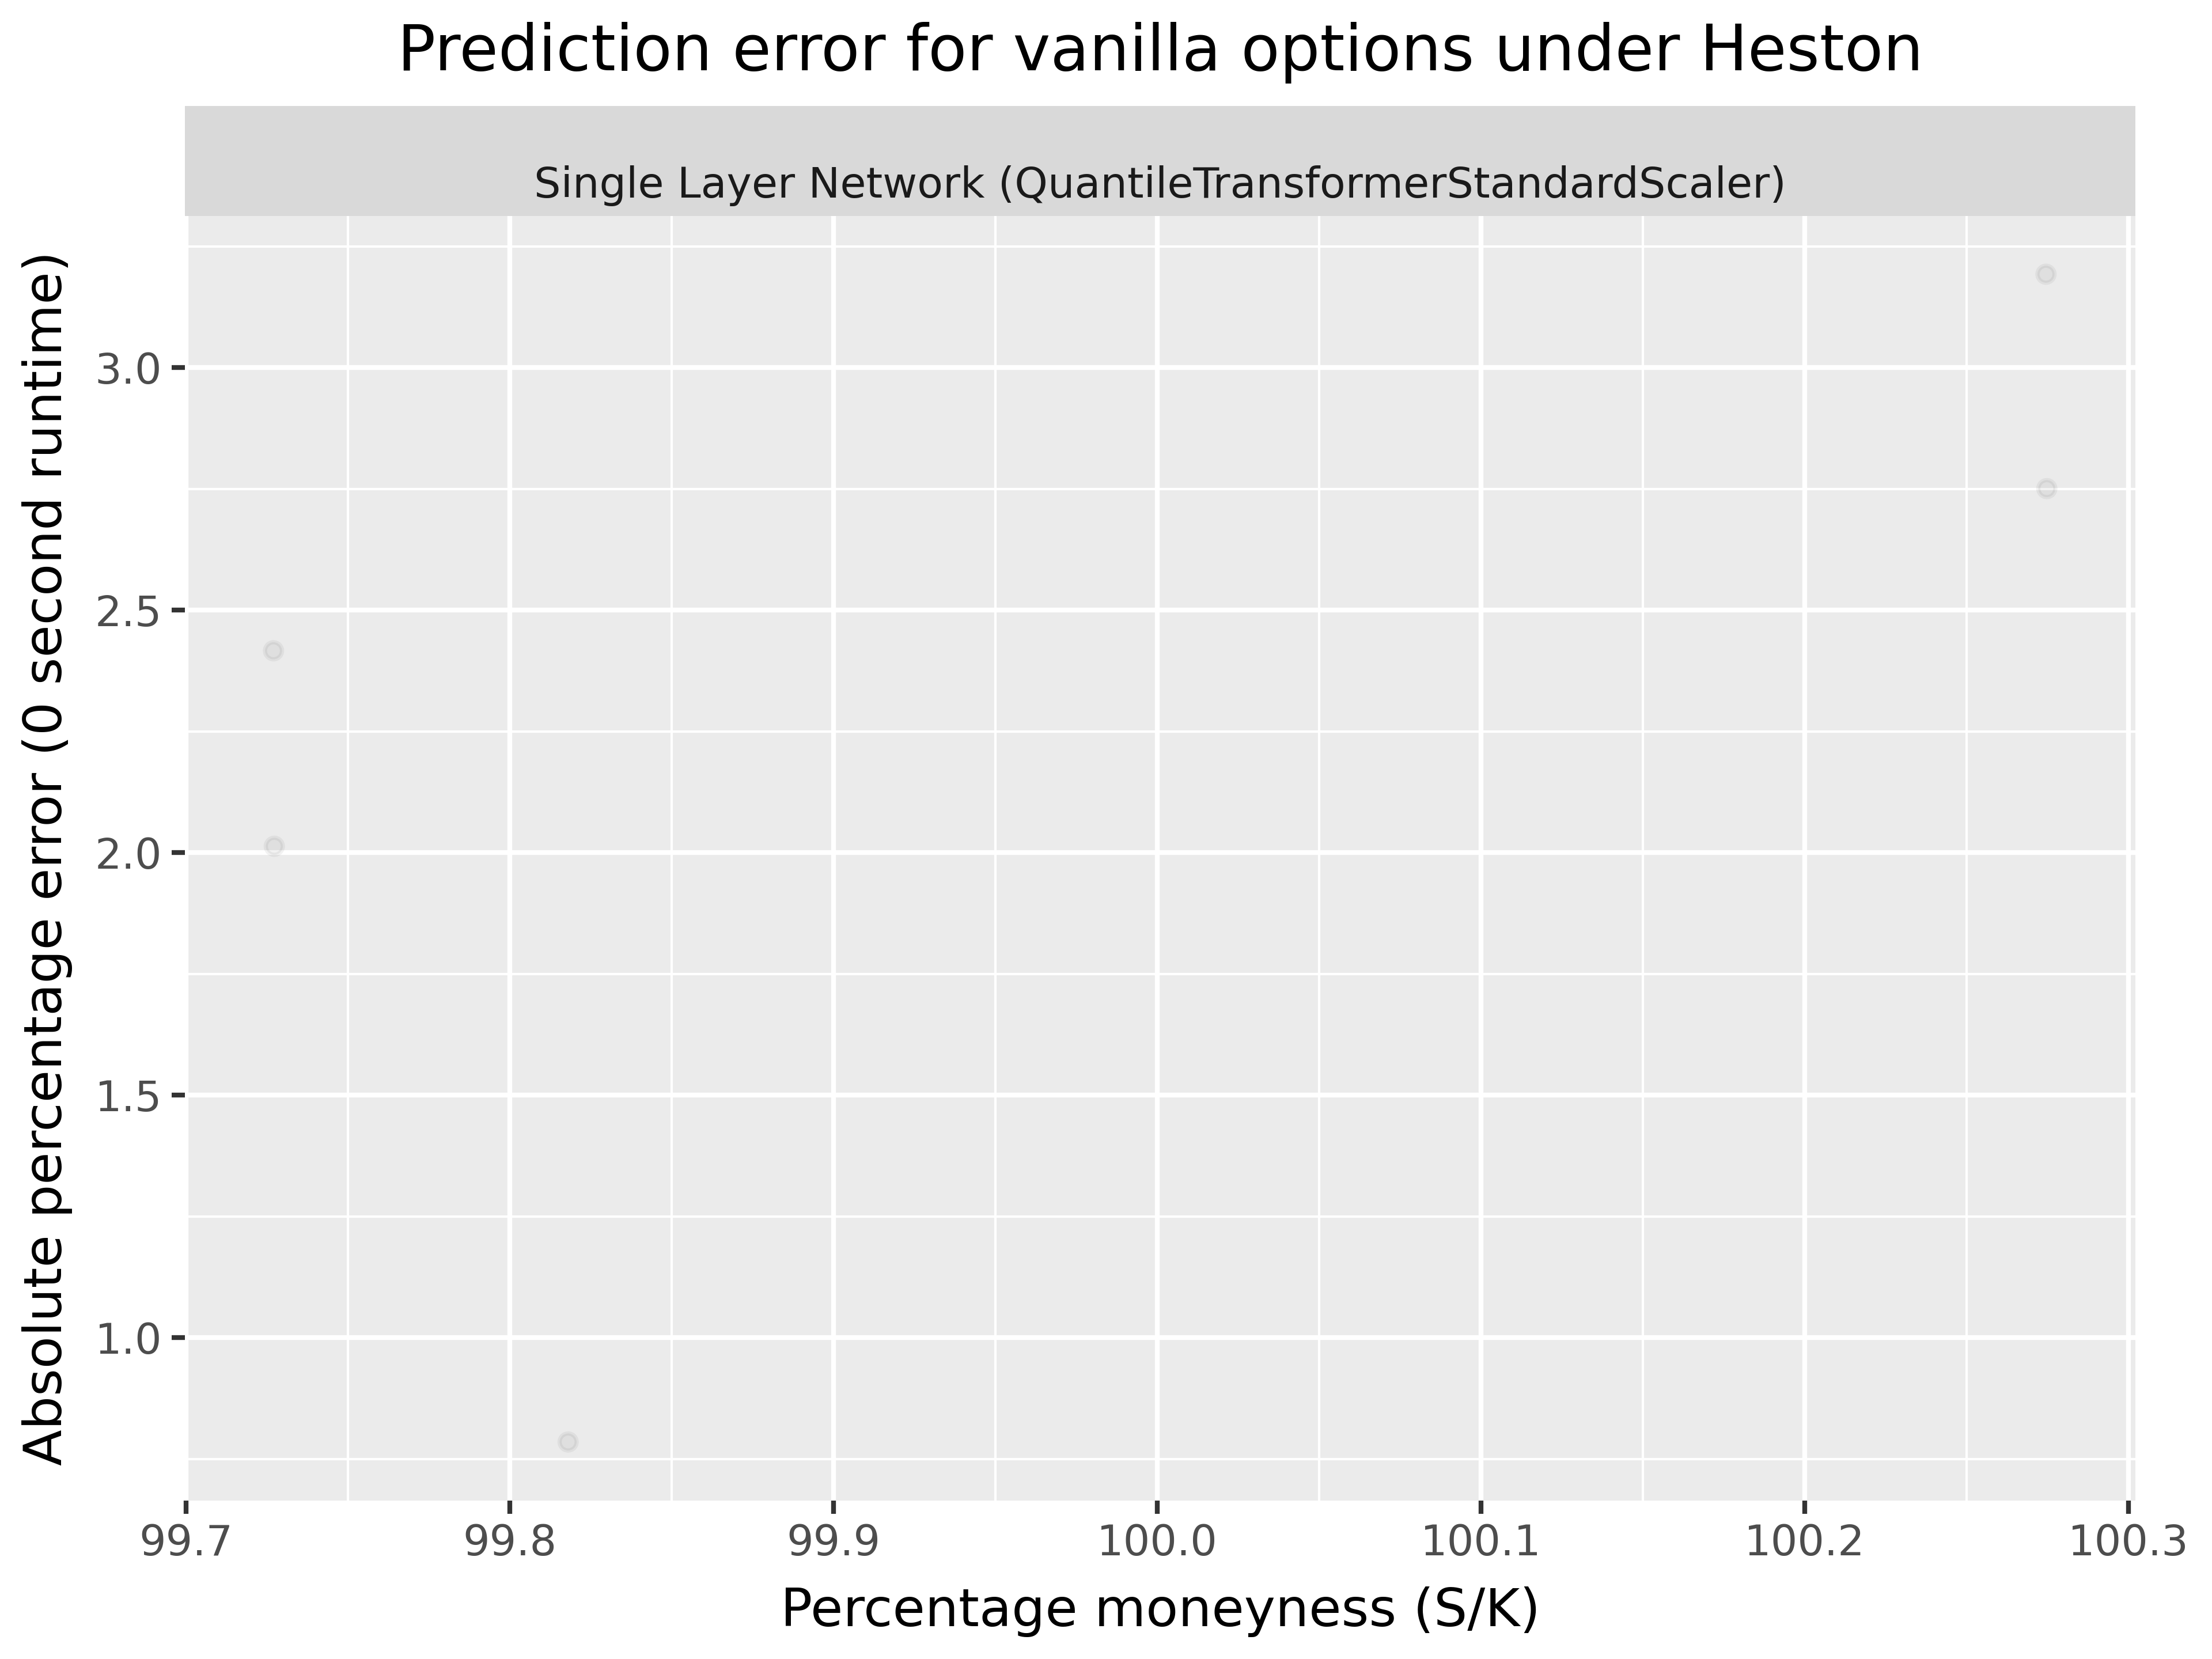 Prediction error for vanilla options under Heston
Single Layer Network (QuantileTransformerStandardScaler)
Absolute percentage error (0 second runtime)
3.0
2.5
2.0
1.5
1.0
99.7 99.8 99.9 100.0 100.1 100.2 100.3
Percentage moneyness (S/K)